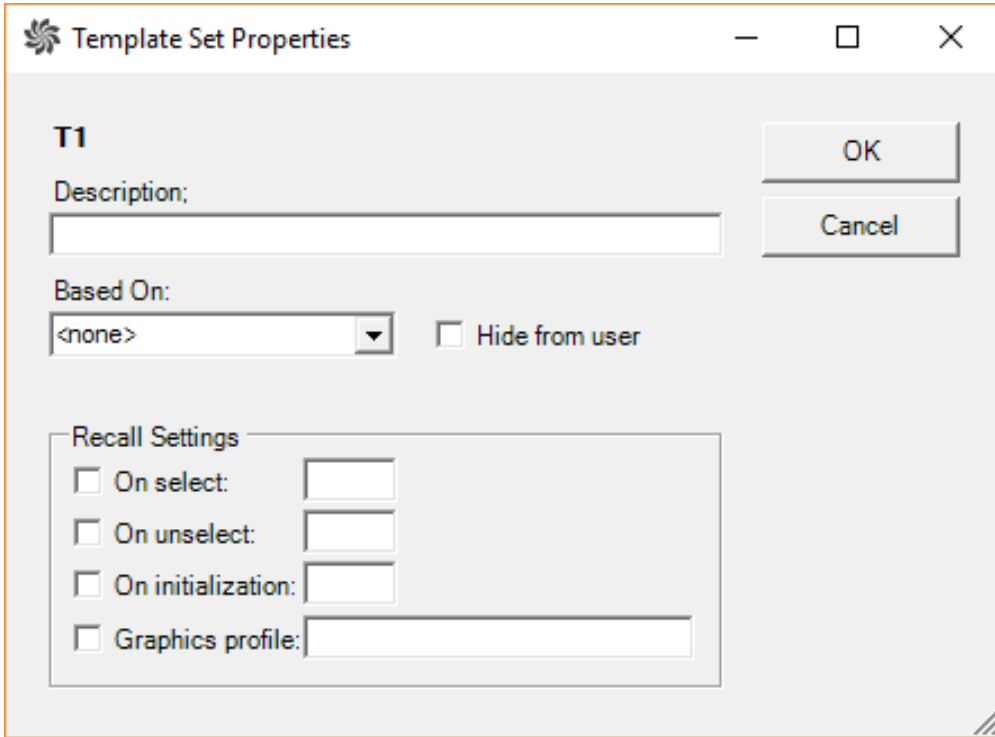 Template Set Properties
T1
OK
Description;
Cancel
Based On:
<none>
Hide from user
Recall Settings
On select:
On unselect:
On initialization:
Graphics profile: